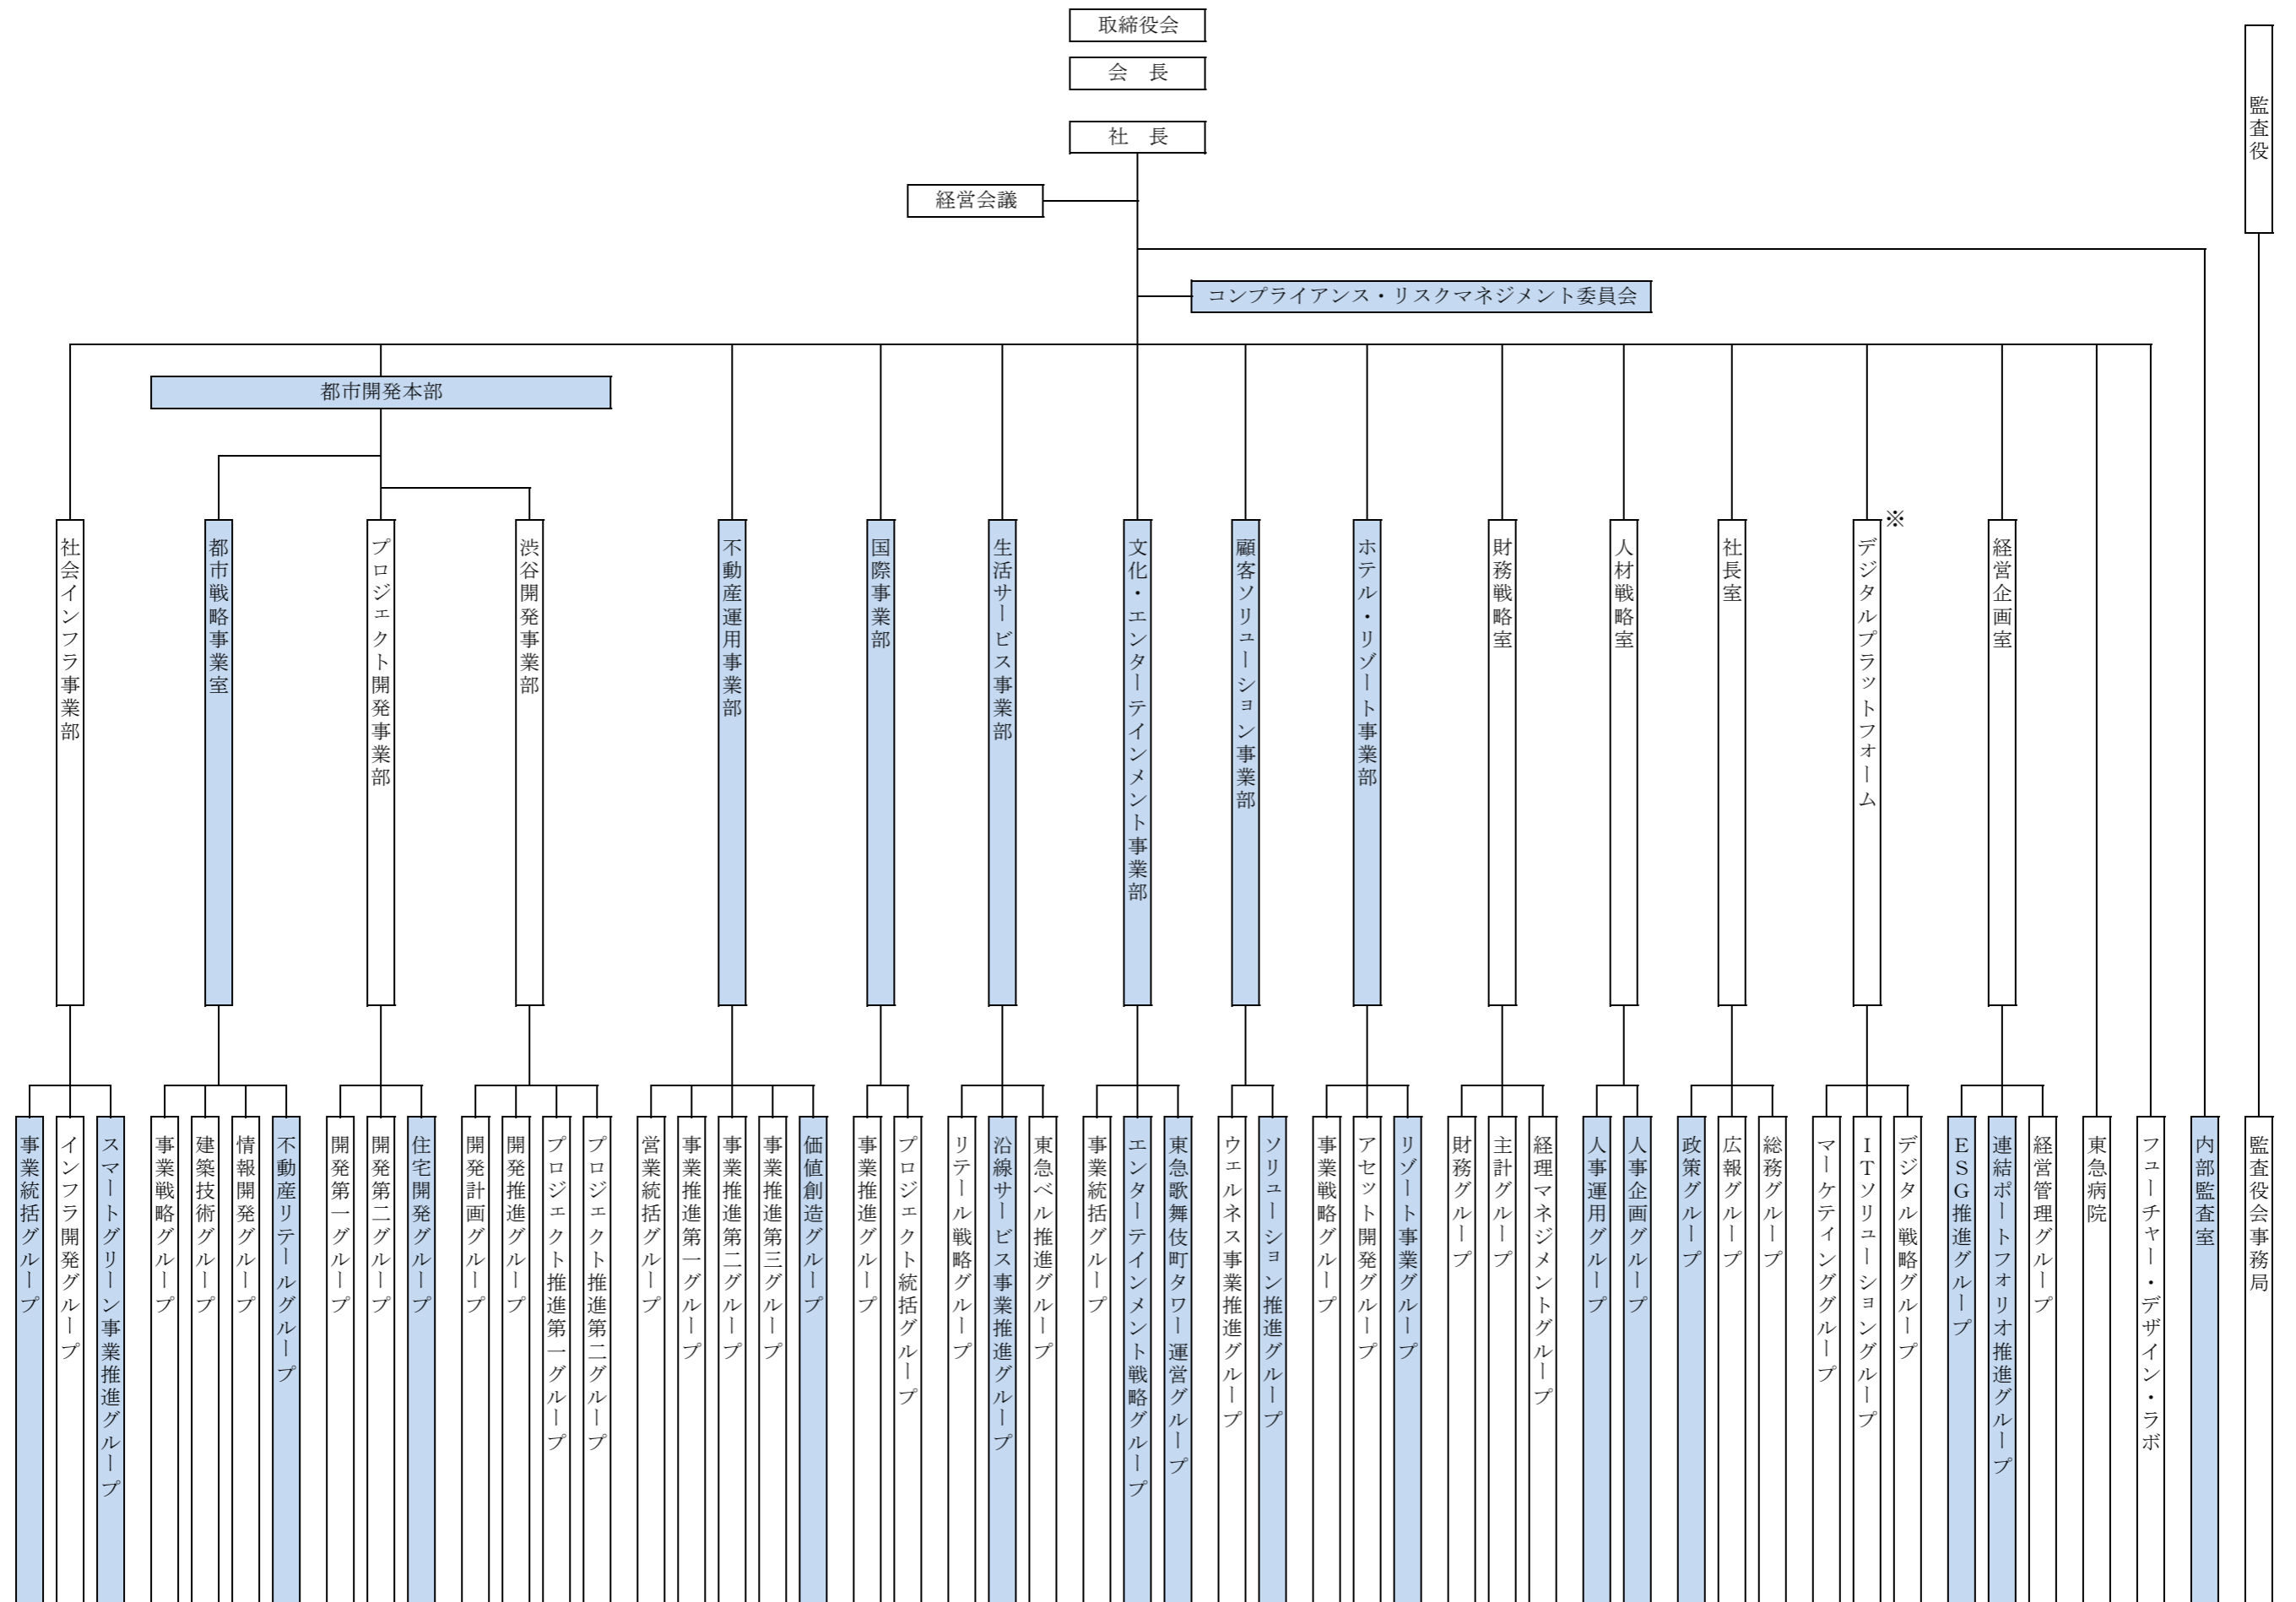 取締役会
会　長
社　長
監査役
経営会議
コンプライアンス・リスクマネジメント委員会
都市開発本部
社会インフラ事業部
都市戦略事業室
プロジェクト開発事業部
渋谷開発事業部
不動産運用事業部
国際事業部
生活サービス事業部
文化・エンターテインメント事業部
顧客ソリューション事業部
ホテル・リゾート事業部
財務戦略室
人材戦略室
社長室
デジタルプラットフォーム
※
経営企画室
事業統括グループ
インフラ開発グループ
スマートグリーン事業推進グループ
事業戦略グループ
建築技術グループ
情報開発グループ
不動産リテールグループ
開発第一グループ
開発第二グループ
住宅開発グループ
開発計画グループ
開発推進グループ
プロジェクト推進第一グループ
プロジェクト推進第二グループ
営業統括グループ
事業推進第一グループ
事業推進第二グループ
事業推進第三グループ
価値創造グループ
事業推進グループ
プロジェクト統括グループ
リテール戦略グループ
沿線サービス事業推進グループ
東急ベル推進グループ
事業統括グループ
エンターテインメント戦略グループ
東急歌舞伎町タワー運営グループ
ウェルネス事業推進グループ
ソリューション推進グループ
事業戦略グループ
アセット開発グループ
リゾート事業グループ
財務グループ
主計グループ
経理マネジメントグループ
人事運用グループ
人事企画グループ
政策グループ
広報グループ
総務グループ
マーケティンググループ
ＩＴソリューショングループ
デジタル戦略グループ
ＥＳＧ推進グループ
連結ポートフォリオ推進グループ
経営管理グループ
東急病院
フューチャー・デザイン・ラボ
内部監査室
監査役会事務局